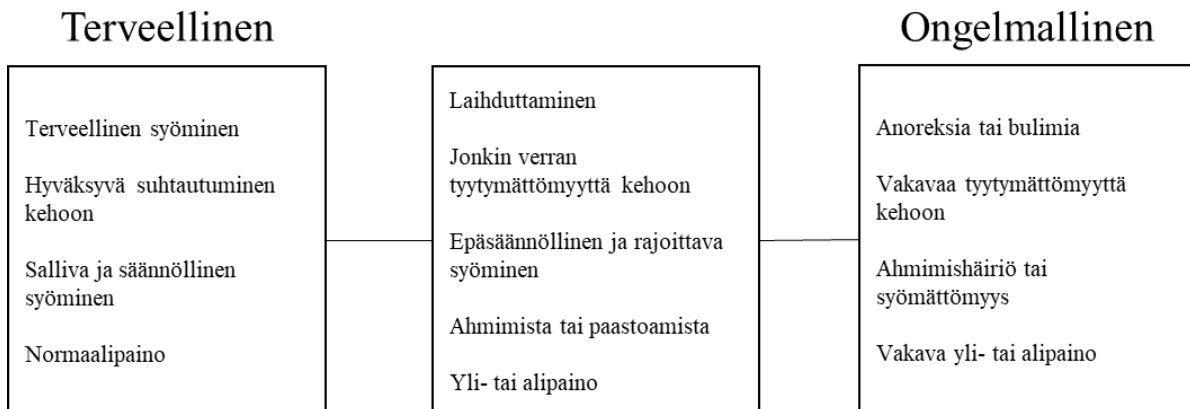 Terveellinen
Terveellinen syöminen
Hyväksyvä suhtautuminen
kehoon
Salliva ja säännöllinen
syöminen
Normaalipaino
Laihduttaminen
Jonkin verran
tyytymättömyyttä kehoon
Epäsäännöllinen ja rajoittava
syöminen
Ahmimista tai paastoamista
Yli- tai alipaino
Ongelmallinen
Anoreksia tai bulimia
Vakavaa tyytymättömyyttä
kehoon
Ahmimishäiriö tai
syömättömyys
Vakava yli- tai alipaino